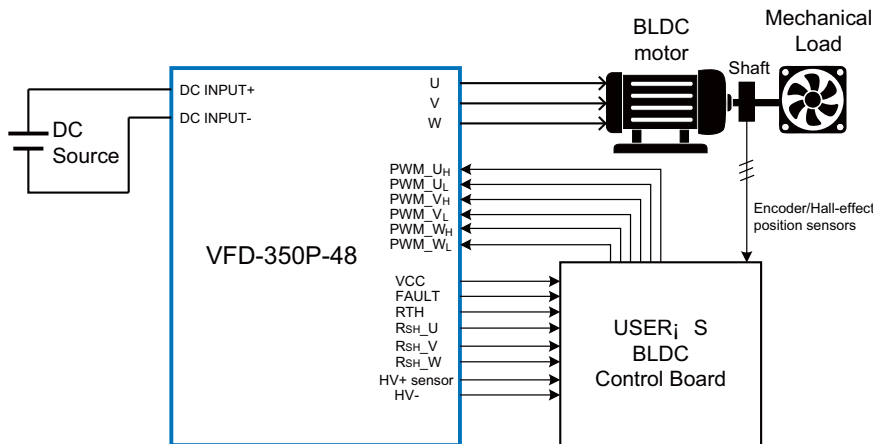 BLDC
motor
Mechanical
Load
Shaft
DC INPUT+
DC INPUT-
U
V
W
DC
Source
PWM_UH
PWM_UL
PWM_VH
PWM_VL
PWM_WH
PWM_WL
Encoder/Hall-effect
position sensors
VFD-350P-48
VCC
FAULT
RTH
RSH_U
RSH_V
RSH_W
HV+ sensor
HV-
USER¡ S
BLDC
Control Board